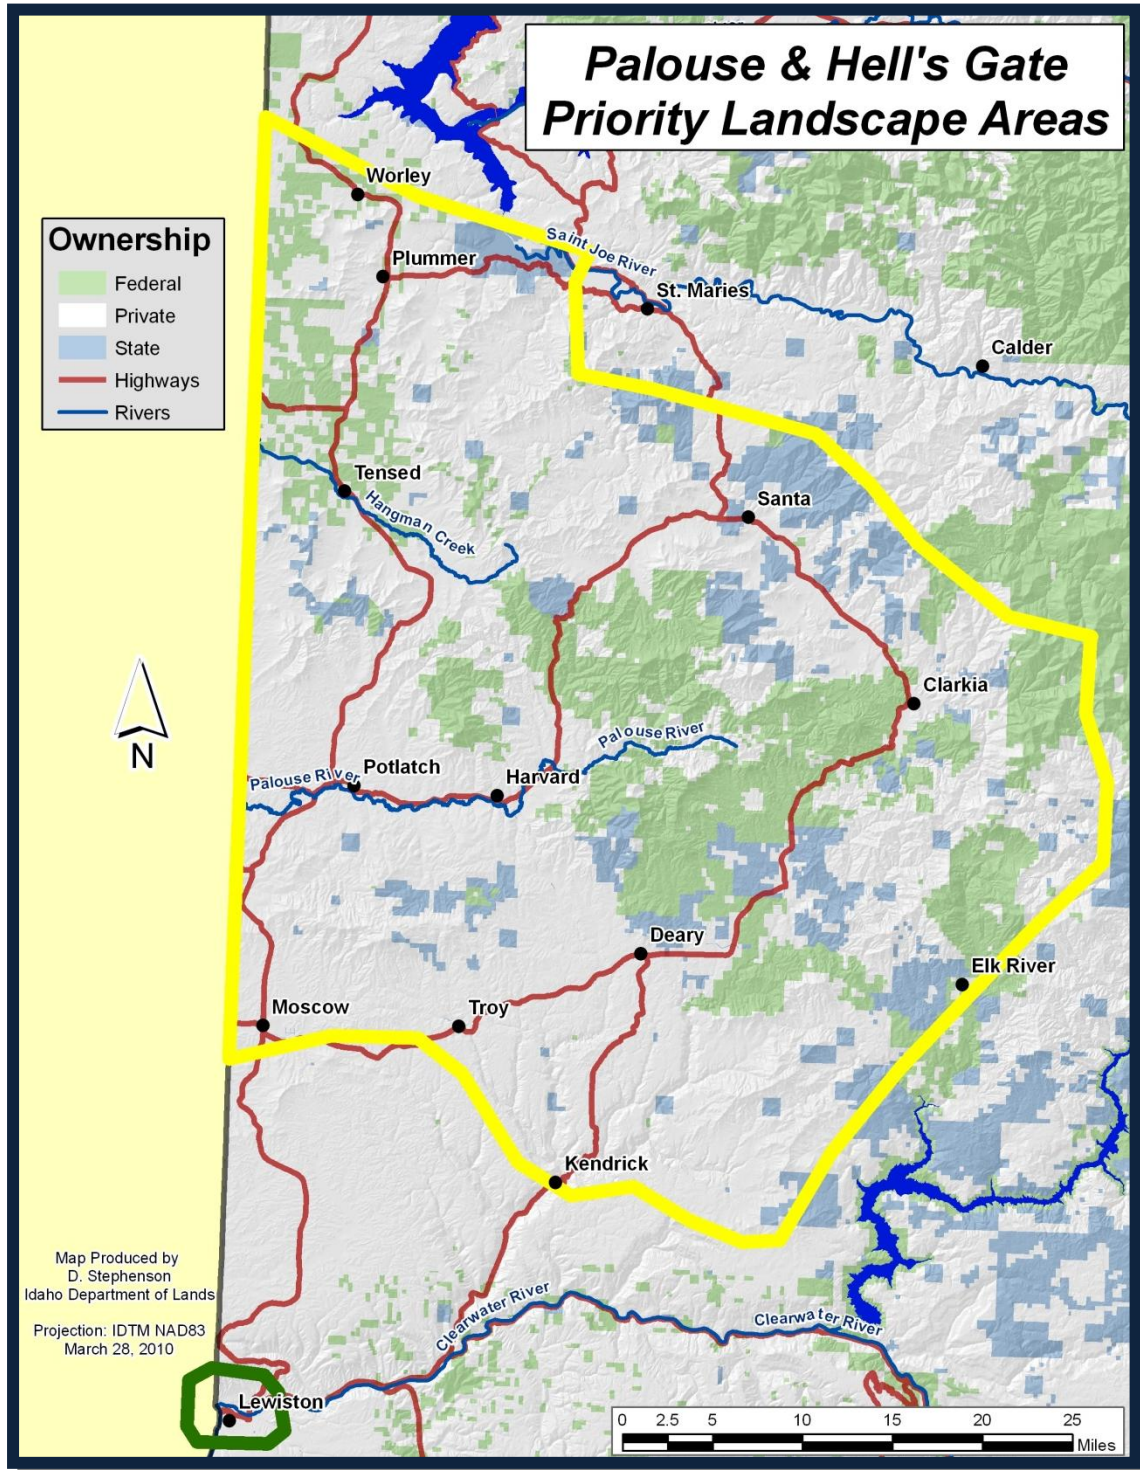 Palouse & Hell's Gate
Priority Landscape Areas
Worley
Ownership
Federal
Private
State
Highways
Rivers
Saint Joe River
Plummer
St. Maries
Calder
Tensed
Hangman Creek
Santa
Clarkia
N
Palouse River
Potlatch
Harvard
Palouse River
Deary
Elk River
Moscow
Troy
Kendrick
Map Produced by
D. Stephenson
Idaho Department of Lands
Projection: IDTM NAD83
March 28, 2010
Clearwater River
Clearwater River
Lewiston
0 2.5 5 10 15 20 25
Miles